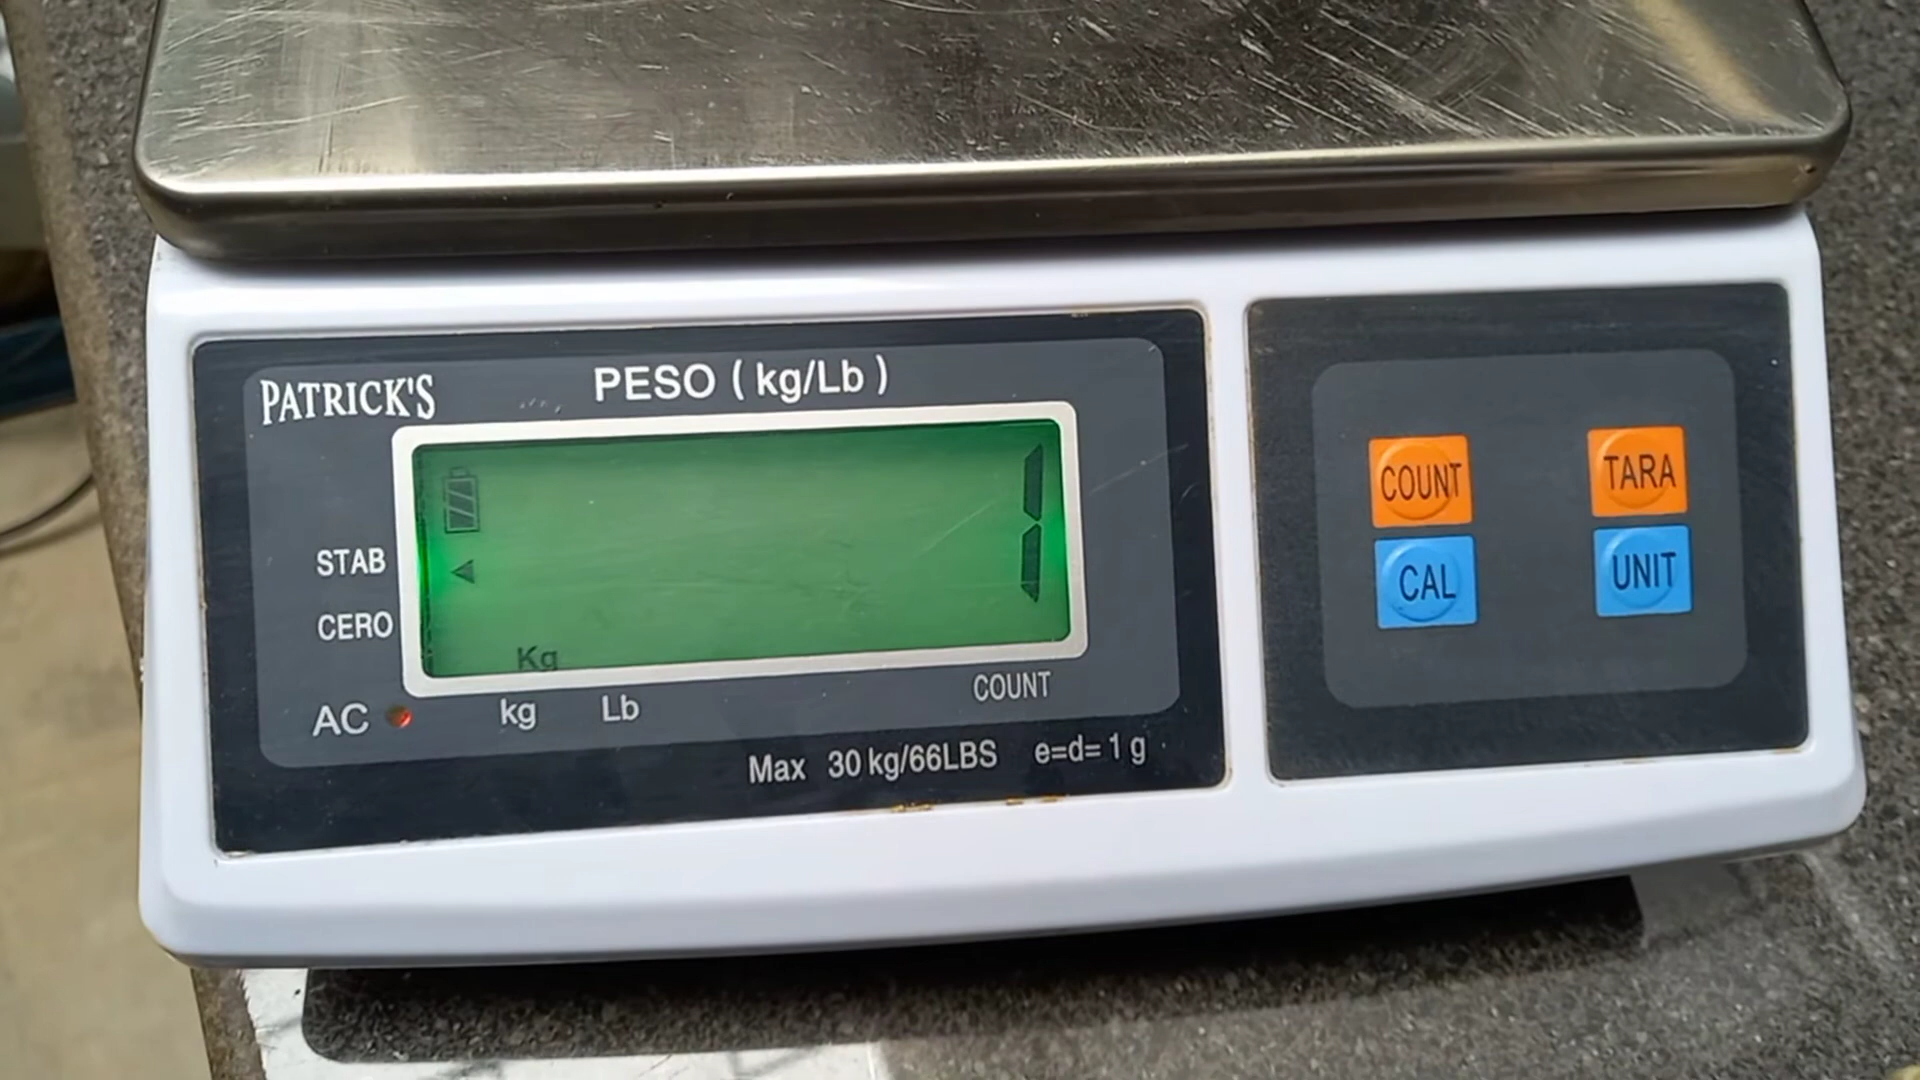 PATRICK'S
PESO ( kg/Lb )
1
STAB
CERO
Kg
AC kg Lb COUNT
Max 30 kg/66LBS e=d= 1 g
COUNT TARA
CAL UNIT